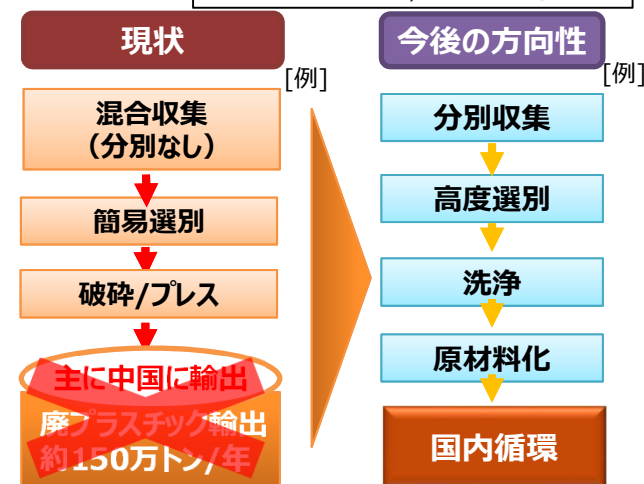 現状
[例]
混合収集
(分別なし)
簡易選別
破砕/プレス
主に中国に輸出
廃プラスチック輸出
約150万トン/年
今後の方向性
[例]
分別収集
高度選別
洗浄
原材料化
国内循環